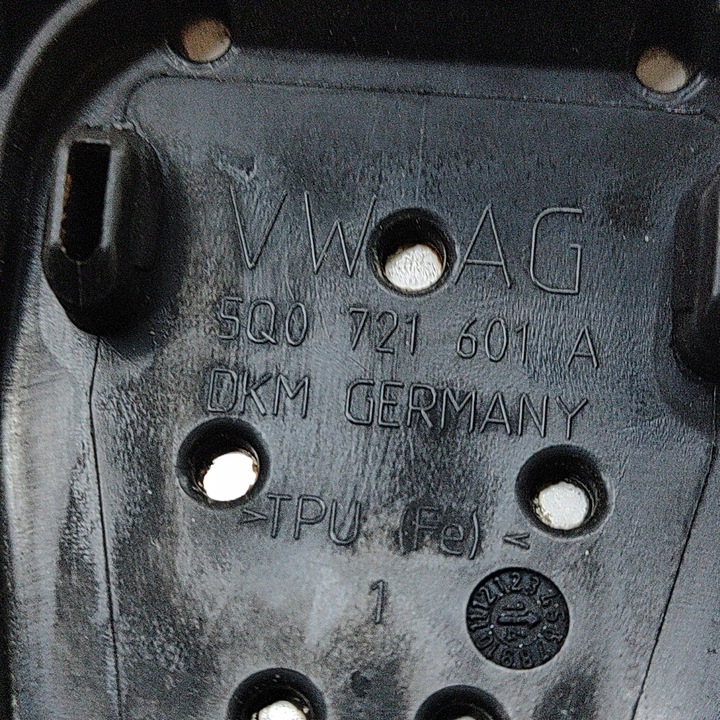 VW AG
5Q0 721 601 A
DKM GERMANY
>TPU (Fe)<
1